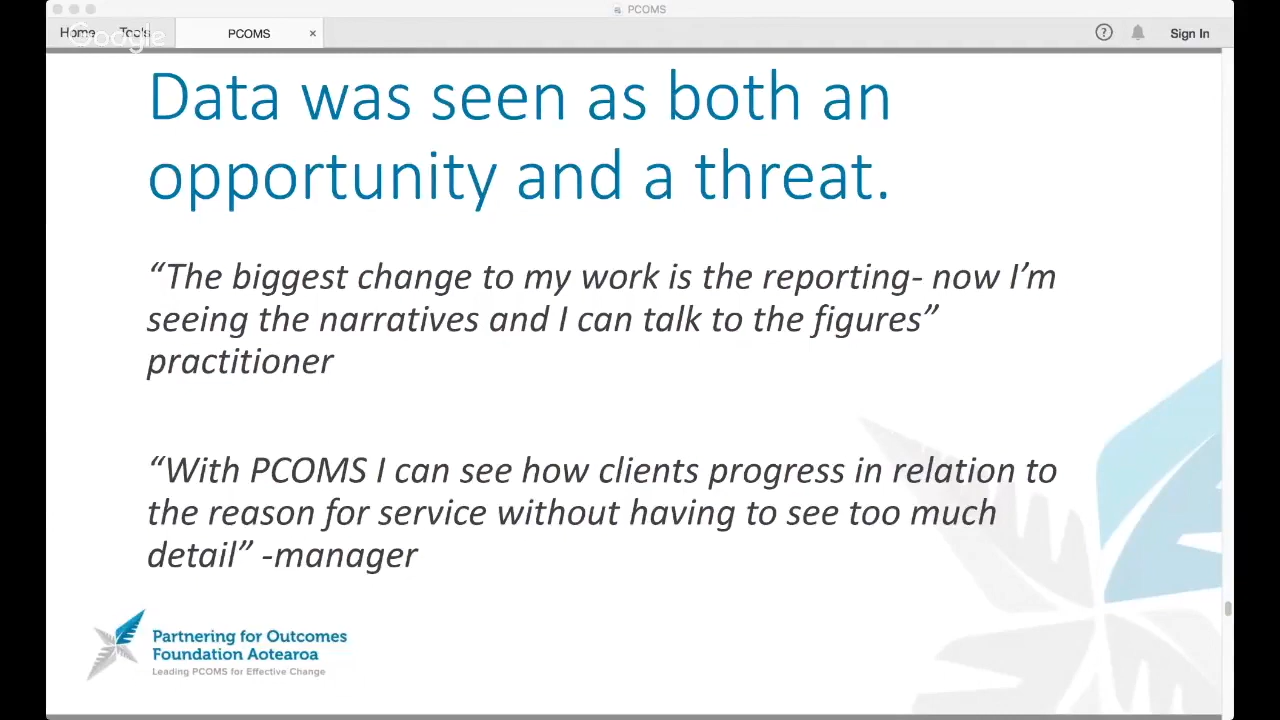 PCOMS
Home Tools PCOMS × ? Sign In
Google
Data was seen as both an
opportunity and a threat.
“The biggest change to my work is the reporting- now I’m
seeing the narratives and I can talk to the figures”
practitioner
“With PCOMS I can see how clients progress in relation to
the reason for service without having to see too much
detail” -manager
Partnering for Outcomes
Foundation Aotearoa
Leading PCOMS for Effective Change